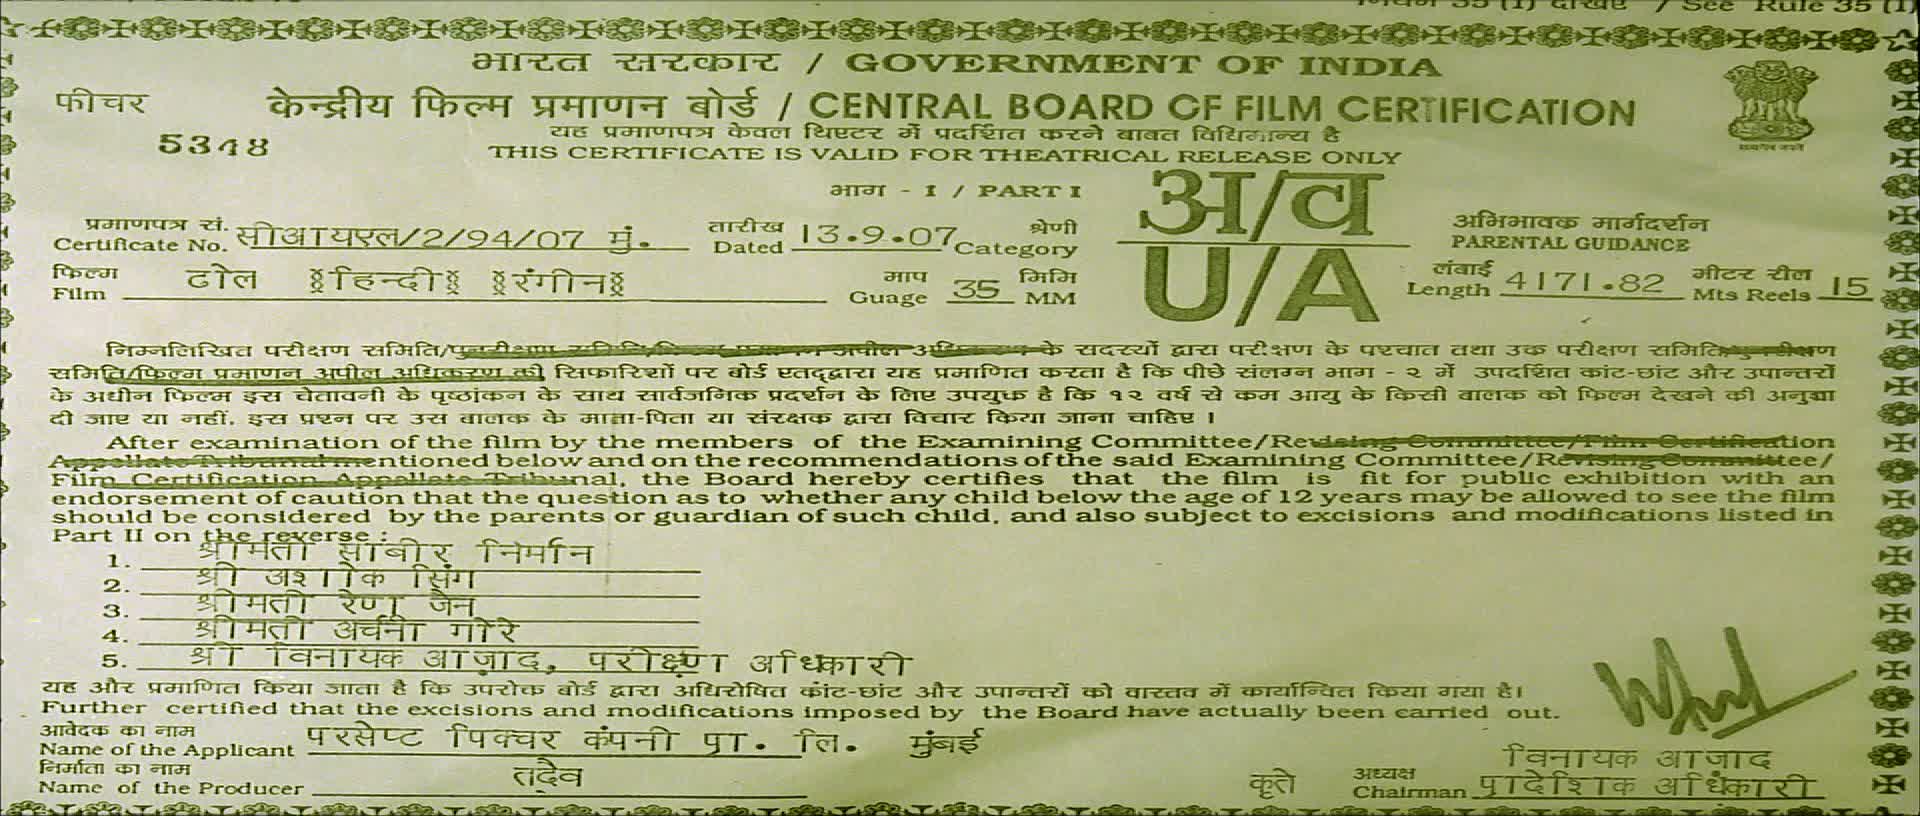 नियम 35 (1) देखिए / See Rule 35 (1)
भारत सरकार / GOVERNMENT OF INDIA
फीचर केन्द्रीय फिल्म प्रमाणन बोर्ड / CENTRAL BOARD OF FILM CERTIFICATION
यह प्रमाणपत्र केवल थिएटर में प्रदर्शित करने बाबत विधिमान्य है
5348 THIS CERTIFICATE IS VALID FOR THEATRICAL RELEASE ONLY
सत्यमेव जयते
भाग - I / PART I
अ/व
U/A
प्रमाणपत्र सं. तारीख श्रेणी अभिभावक मार्गदर्शन
Certificate No. सीआयएल/2/94/07 मुं. Dated 13.9.07 Category PARENTAL GUIDANCE
फिल्म माप मिमि लंबाई मीटर रील
Film ढोल हिन्दी रंगीन Guage 35 MM Length 4171.82 Mts Reels 15
निम्नलिखित परीक्षण समिति/पुनरीक्षण समिति/फिल्म प्रमाणन अपील अधिकरण के सदस्यों द्वारा परीक्षण के पश्चात तथा उक्त परीक्षण समिति/पुनरीक्षण
समिति/फिल्म प्रमाणन अपील अधिकरण की सिफारिशों पर बोर्ड एतद्द्वारा यह प्रमाणित करता है कि पीछे संलग्न भाग - २ में उपदर्शित कांट-छांट और उपान्तरों
के अधीन फिल्म इस चेतावनी के पृष्ठांकन के साथ सार्वजनिक प्रदर्शन के लिए उपयुक्त है कि १२ वर्ष से कम आयु के किसी बालक को फिल्म देखने की अनुज्ञा
दी जाए या नहीं. इस प्रश्न पर उस बालक के माता-पिता या संरक्षक द्वारा विचार किया जाना चाहिए ।
After examination of the film by the members of the Examining Committee/Revising Committee/Film Certification
Appellate Tribunal mentioned below and on the recommendations of the said Examining Committee/Revising Committee/
Film Certification Appellate Tribunal, the Board hereby certifies that the film is fit for public exhibition with an
endorsement of caution that the question as to whether any child below the age of 12 years may be allowed to see the film
should be considered by the parents or guardian of such child, and also subject to excisions and modifications listed in
Part II on the reverse :
1. श्रीमती साबीर निर्मान
2. श्री अशोक सिंग
3. श्रीमती रेणू जैन
4. श्रीमती अर्चना गोरे
5. श्री विनायक आज़ाद, परीक्षण अधिकारी
यह और प्रमाणित किया जाता है कि उपरोक्त बोर्ड द्वारा अधिरोपित कांट-छांट और उपान्तरों को वास्तव में कार्यान्वित किया गया है।
Further certified that the excisions and modifications imposed by the Board have actually been carried out.
आवेदक का नाम
Name of the Applicant परसेप्ट पिक्चर कंपनी प्रा. लि. मुंबई
निर्माता का नाम
Name of the Producer तदैव
विनायक आज़ाद
कृते अध्यक्ष
Chairman प्रादेशिक अधिकारी